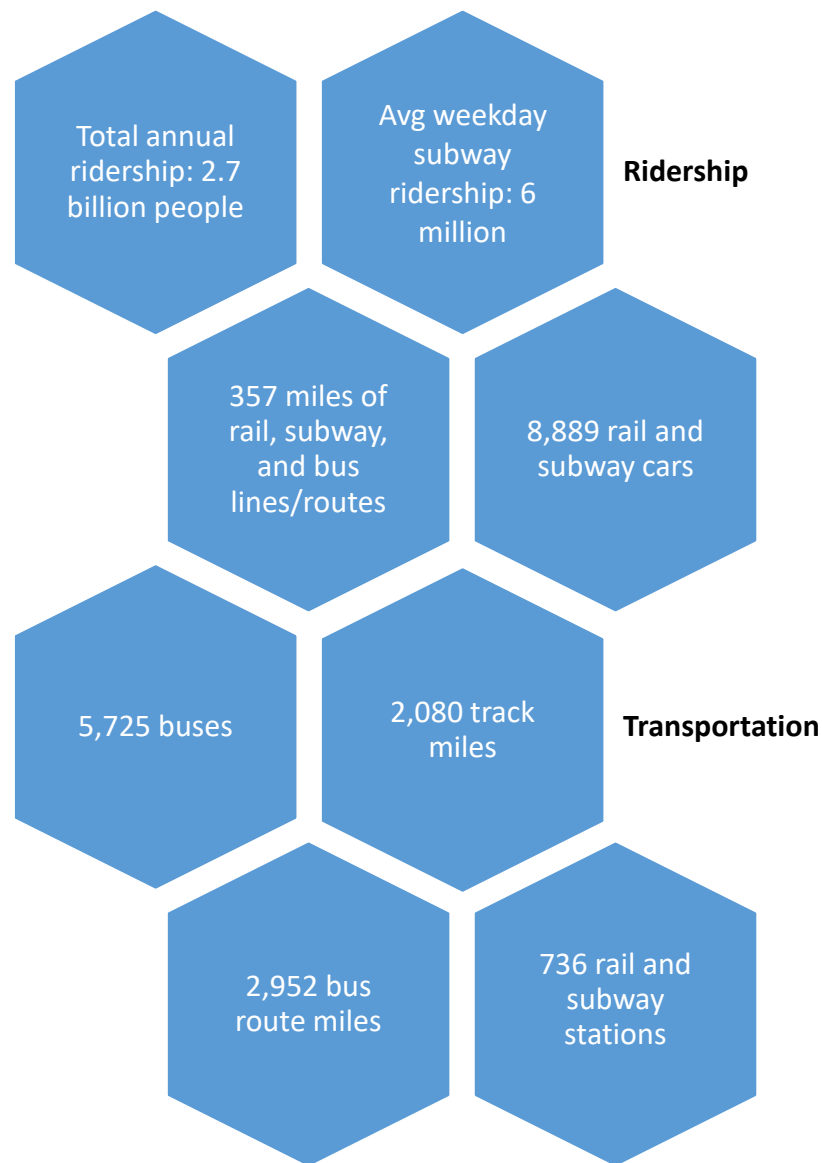 Total annual
ridership: 2.7
billion people
Avg weekday
subway
ridership: 6
million
Ridership
357 miles of
rail, subway,
and bus
lines/routes
8,889 rail and
subway cars
5,725 buses
2,080 track
miles
Transportation
2,952 bus
route miles
736 rail and
subway
stations